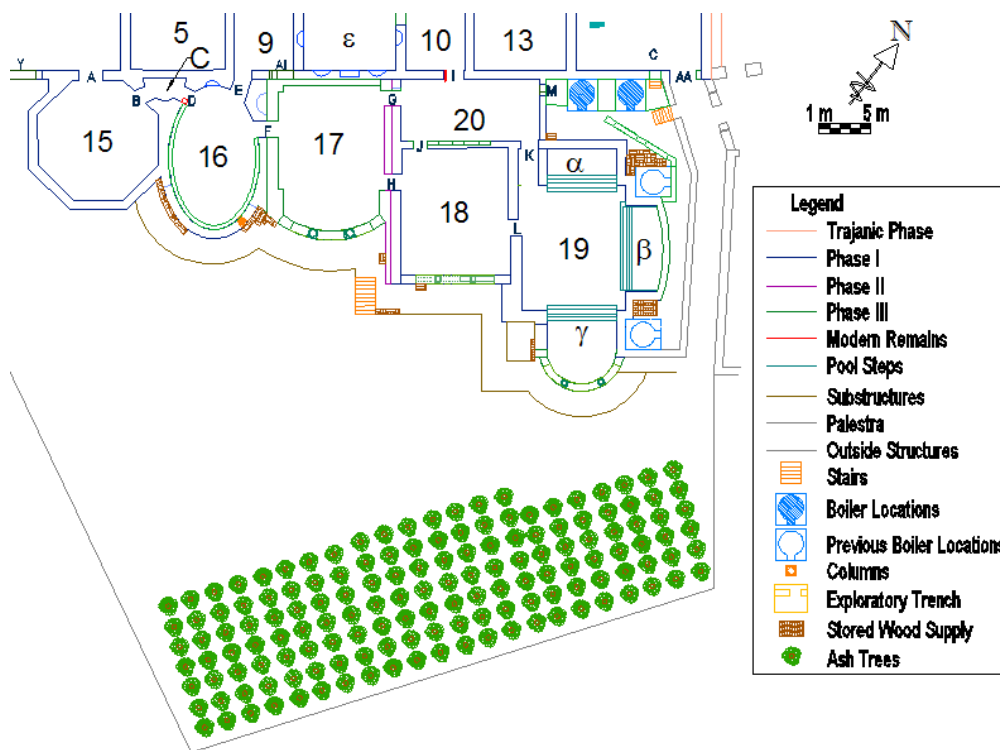 5
9
ε
10
13
Y
A
C
E
AI
I
C
AA
N
1 m
5 m
B
D
G
M
15
16
F
17
20
J
K
α
H
18
L
19
β
γ
Legend
Trajanic Phase
Phase I
Phase II
Phase III
Modern Remains
Pool Steps
Substructures
Palestra
Outside Structures
Stairs
Boiler Locations
Previous Boiler Locations
Columns
Exploratory Trench
Stored Wood Supply
Ash Trees